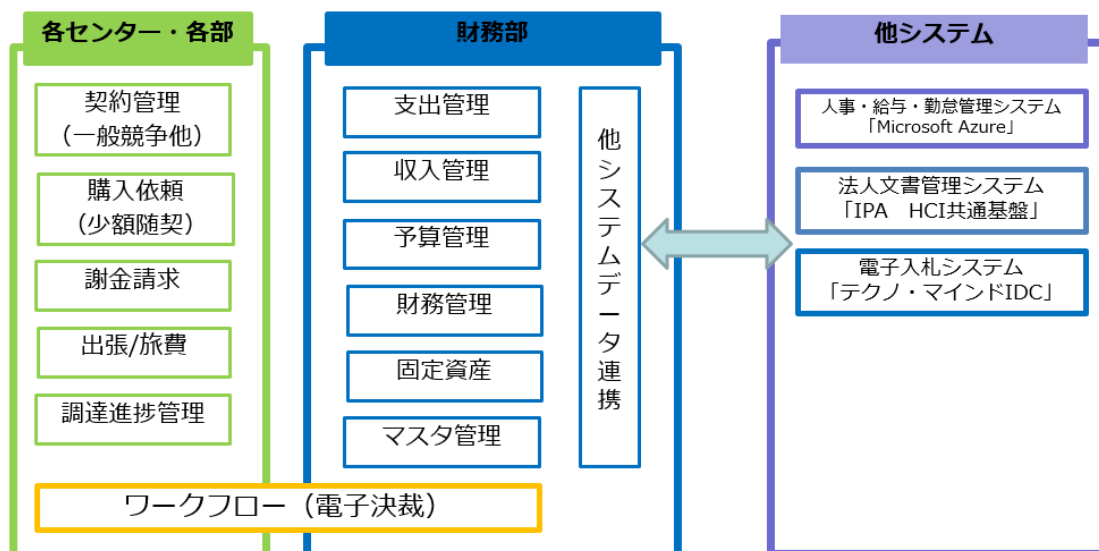 各センター・各部
契約管理
（一般競争他）
購入依頼
（少額随契）
謝金請求
出張/旅費
調達進捗管理
財務部
支出管理
収入管理
予算管理
財務管理
固定資産
マスタ管理
他システムデータ連携
ワークフロー（電子決裁）
他システム
人事・給与・勤怠管理システム
「Microsoft Azure」
法人文書管理システム
「IPA　HCI共通基盤」
電子入札システム
「テクノ・マインドIDC」